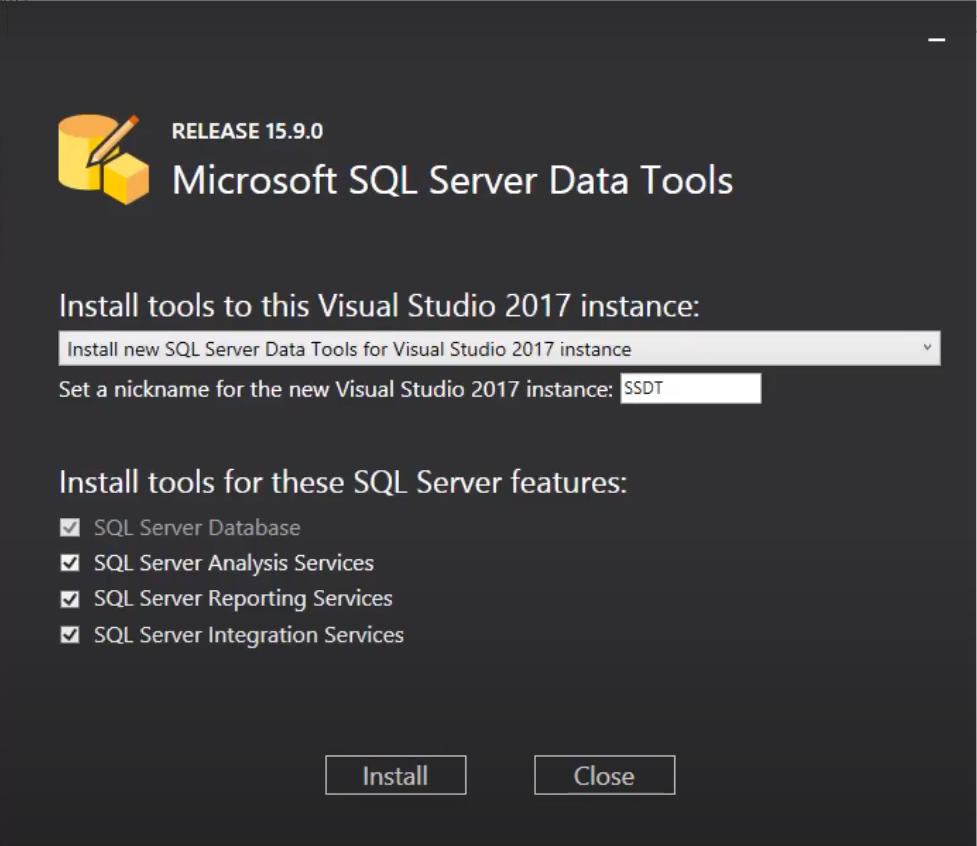 RELEASE 15.9.0
Microsoft SQL Server Data Tools
Install tools to this Visual Studio 2017 instance:
Install new SQL Server Data Tools for Visual Studio 2017 instance
Set a nickname for the new Visual Studio 2017 instance: SSDT
Install tools for these SQL Server features:
SQL Server Database
SQL Server Analysis Services
SQL Server Reporting Services
SQL Server Integration Services
Install Close